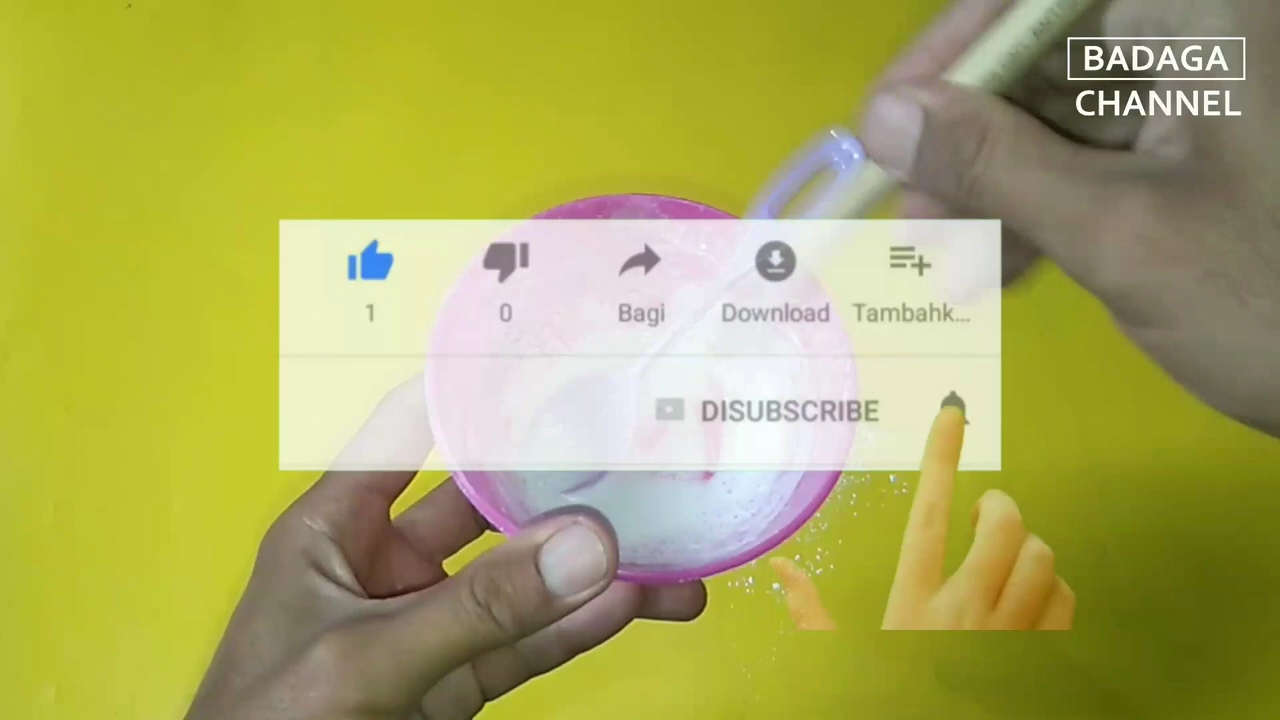 BADAGA
CHANNEL
1
0
Bagi
Download
Tambahk...
DISUBSCRIBE